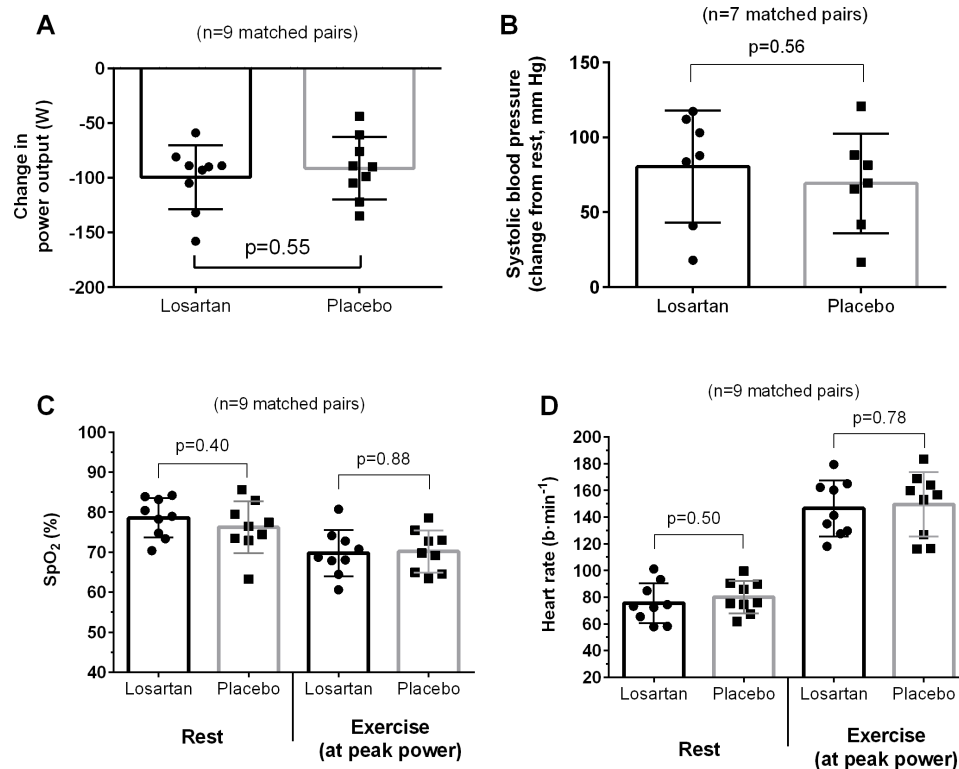 A
(n=9 matched pairs)
Change in
power output (W)
0
-50
-100
-150
-200
p=0.55
Losartan
Placebo
B
(n=7 matched pairs)
p=0.56
Systolic blood pressure
(change from rest, mm Hg)
150
100
50
0
Losartan
Placebo
C
(n=9 matched pairs)
SpO₂ (%)
100
90
80
70
60
50
40
p=0.40
p=0.88
Losartan
Placebo
Losartan
Placebo
Rest
Exercise
(at peak power)
D
(n=9 matched pairs)
Heart rate (b·min⁻¹)
200
180
160
140
120
100
80
60
40
20
p=0.50
p=0.78
Losartan
Placebo
Losartan
Placebo
Rest
Exercise
(at peak power)